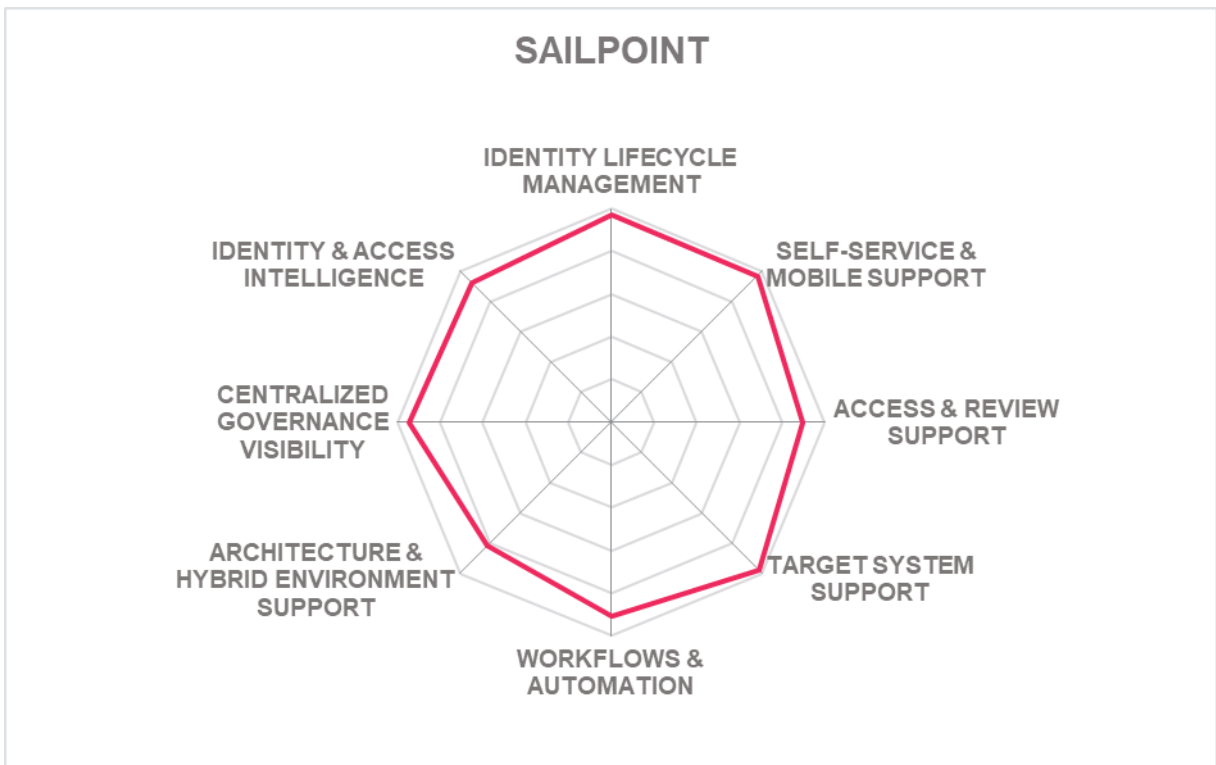 SAILPOINT
IDENTITY LIFECYCLE
MANAGEMENT
IDENTITY & ACCESS
INTELLIGENCE
SELF-SERVICE &
MOBILE SUPPORT
CENTRALIZED
GOVERNANCE
VISIBILITY
ACCESS & REVIEW
SUPPORT
ARCHITECTURE &
HYBRID ENVIRONMENT
SUPPORT
TARGET SYSTEM
SUPPORT
WORKFLOWS &
AUTOMATION